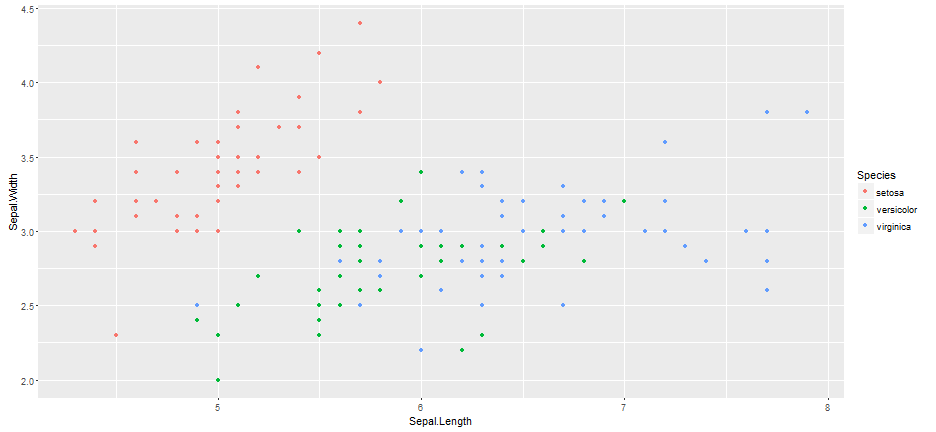 4.5
4.0
3.5
3.0
2.5
2.0
Sepal.Width
5
6
7
8
Sepal.Length
Species
setosa
versicolor
virginica